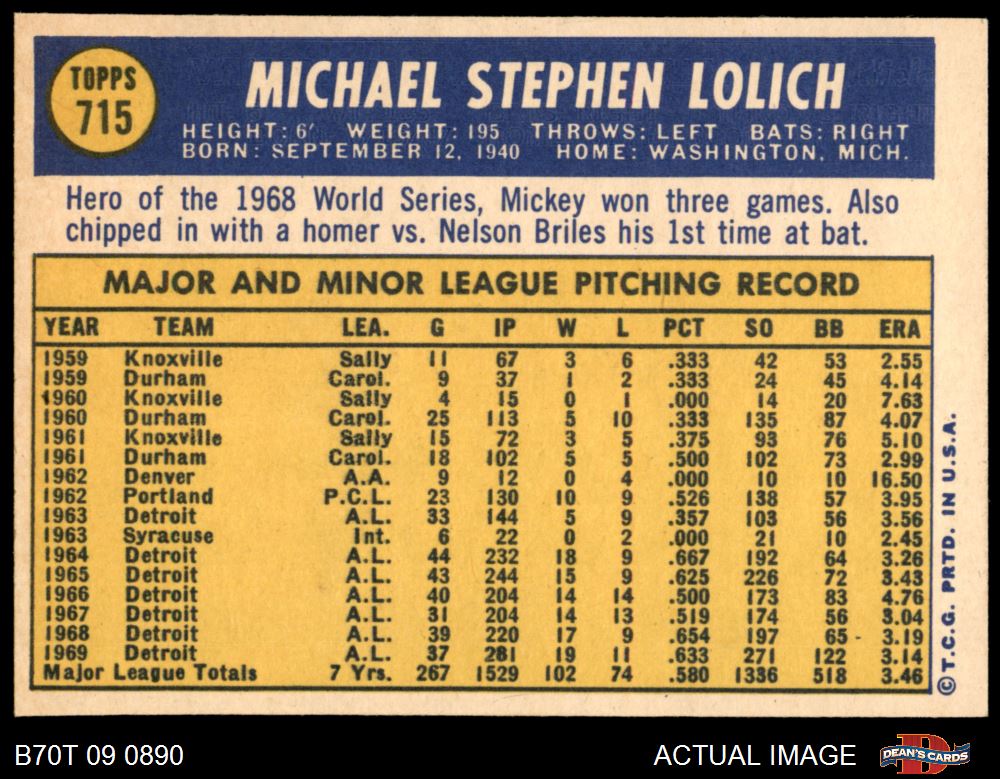 TOPPS
715
MICHAEL STEPHEN LOLICH
HEIGHT: 6' WEIGHT: 195 THROWS: LEFT BATS: RIGHT
BORN: SEPTEMBER 12, 1940 HOME: WASHINGTON, MICH.
Hero of the 1968 World Series, Mickey won three games. Also
chipped in with a homer vs. Nelson Briles his 1st time at bat.
MAJOR AND MINOR LEAGUE PITCHING RECORD
YEAR TEAM LEA. G IP W L PCT SO BB ERA
1959 Knoxville Sally 11 67 3 6 .333 42 53 2.55
1959 Durham Carol. 9 37 1 2 .333 24 45 4.14
1960 Knoxville Sally 4 15 0 1 .000 14 20 7.63
1960 Durham Carol. 25 113 5 10 .333 135 87 4.07
1961 Knoxville Sally 15 72 3 5 .375 93 76 5.10
1961 Durham Carol. 18 102 5 5 .500 102 73 2.99
1962 Denver A.A. 9 12 0 4 .000 10 10 16.50
1962 Portland P.C.L. 23 130 10 9 .526 138 57 3.95
1963 Detroit A.L. 33 144 5 9 .357 103 56 3.56
1963 Syracuse Int. 6 22 0 2 .000 21 10 2.45
1964 Detroit A.L. 44 232 18 9 .667 192 64 3.26
1965 Detroit A.L. 43 244 15 9 .625 226 72 3.43
1966 Detroit A.L. 40 204 14 14 .500 173 83 4.76
1967 Detroit A.L. 31 204 14 13 .519 174 56 3.04
1968 Detroit A.L. 39 220 17 9 .654 197 65 3.19
1969 Detroit A.L. 37 281 19 11 .633 271 122 3.14
Major League Totals 7 Yrs. 267 1529 102 74 .580 1336 518 3.46
© T.C.G. PRTD. IN U.S.A.
B70T 09 0890
ACTUAL IMAGE
DEAN'S CARDS